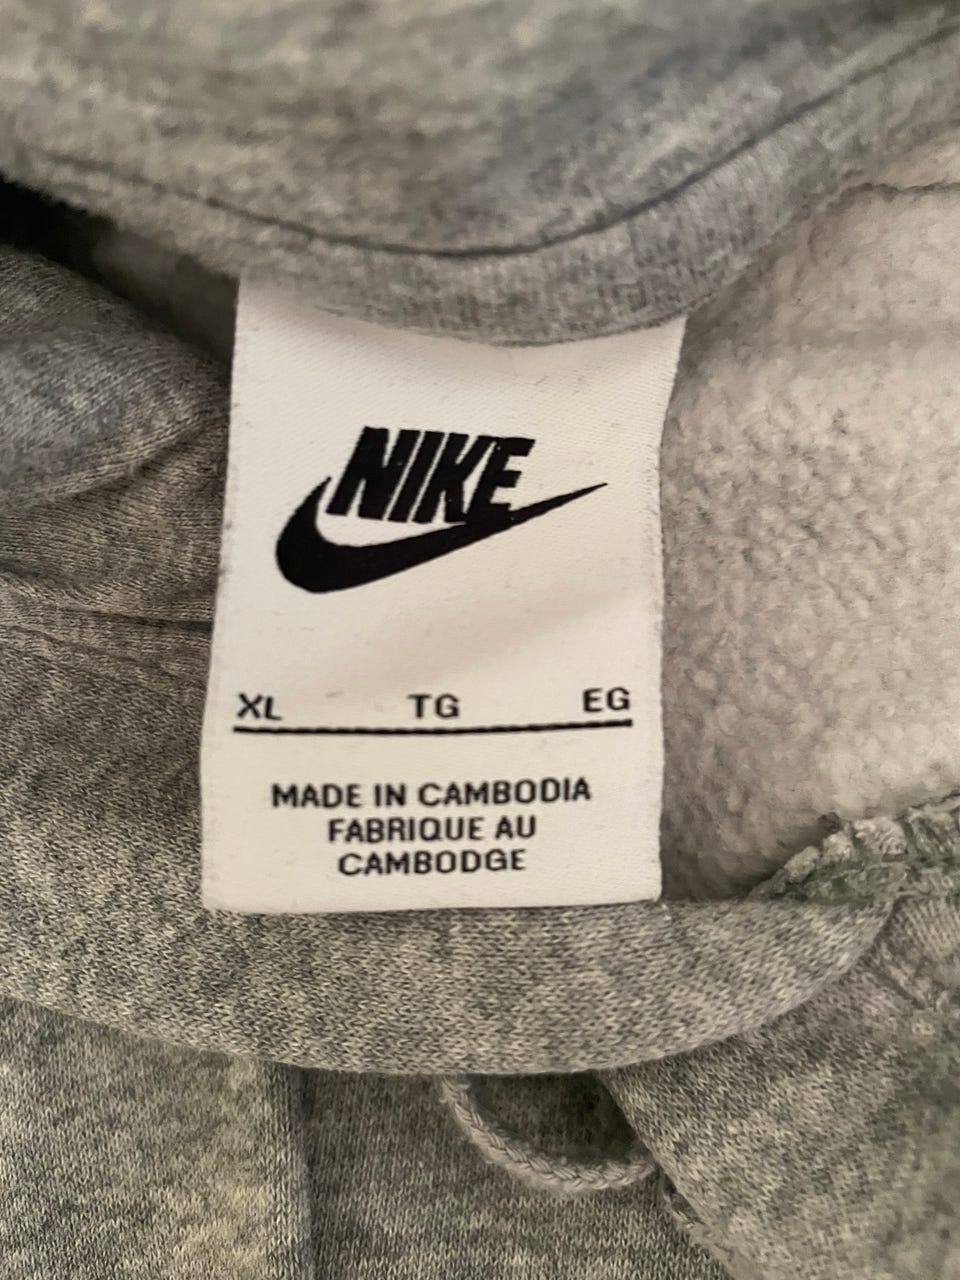 NIKE
XL TG EG
MADE IN CAMBODIA
FABRIQUE AU
CAMBODGE